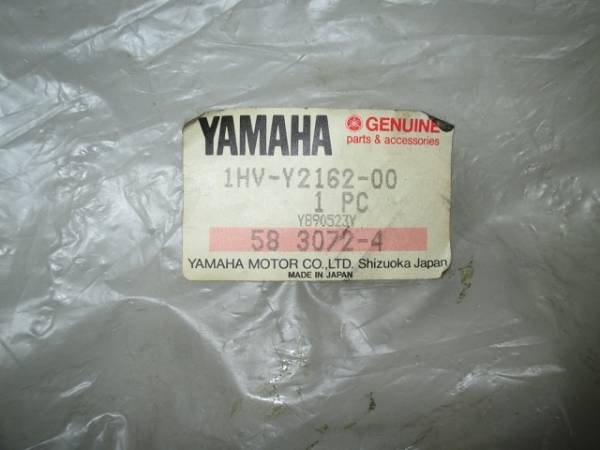 YAMAHA GENUINE
parts & accessories
1HV-Y2162-00
1 PC
YB90523Y
58 3072-4
YAMAHA MOTOR CO.,LTD. Shizuoka Japan
MADE IN JAPAN